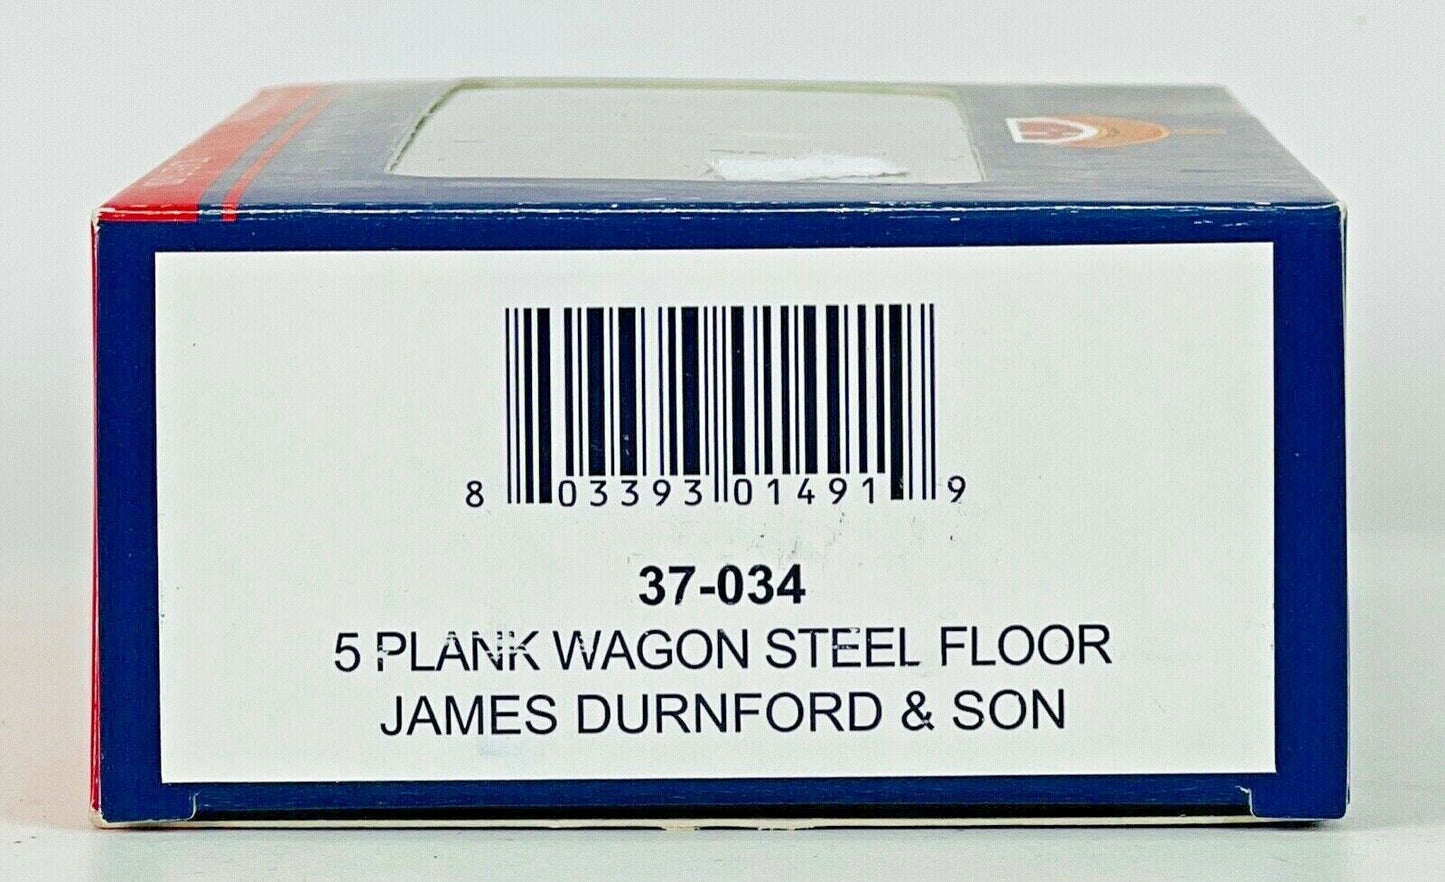 8 03393 01491 9
37-034
5 PLANK WAGON STEEL FLOOR
JAMES DURNFORD & SON